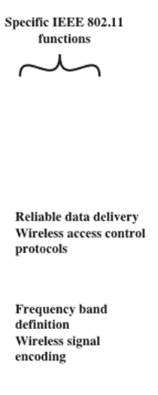 Specific IEEE 802.11
functions
Reliable data delivery
Wireless access control
protocols
Frequency band
definition
Wireless signal
encoding